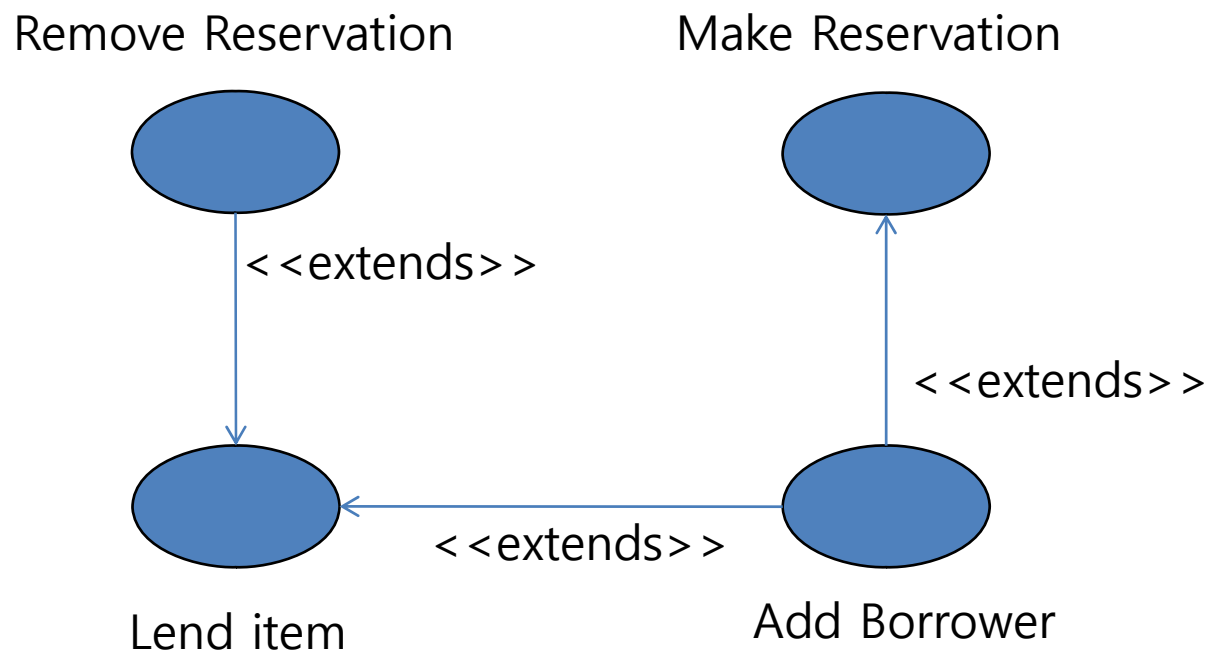 Remove Reservation
Make Reservation
<<extends>>
<<extends>>
<<extends>>
Lend item
Add Borrower